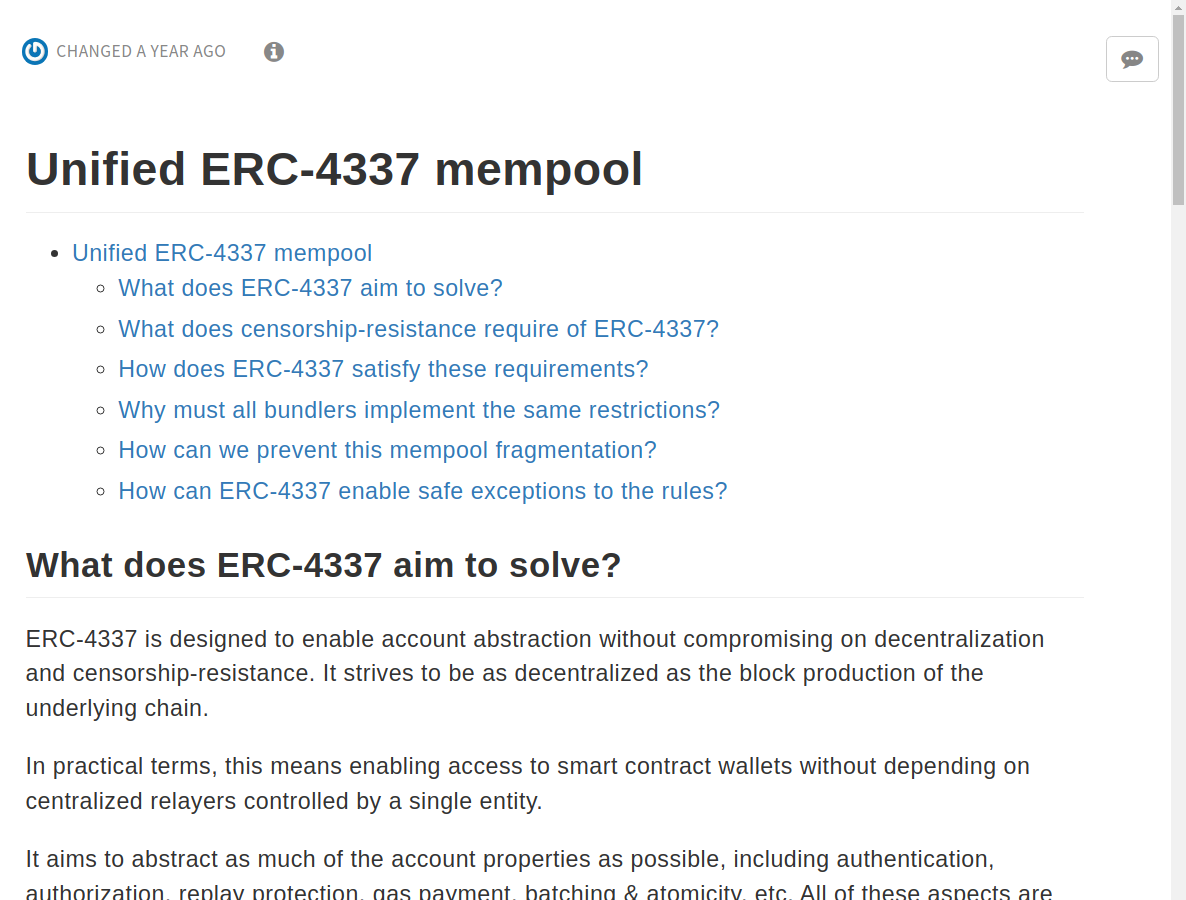 CHANGED A YEAR AGO
Unified ERC-4337 mempool
Unified ERC-4337 mempool
What does ERC-4337 aim to solve?
What does censorship-resistance require of ERC-4337?
How does ERC-4337 satisfy these requirements?
Why must all bundlers implement the same restrictions?
How can we prevent this mempool fragmentation?
How can ERC-4337 enable safe exceptions to the rules?
What does ERC-4337 aim to solve?
ERC-4337 is designed to enable account abstraction without compromising on decentralization
and censorship-resistance. It strives to be as decentralized as the block production of the
underlying chain.
In practical terms, this means enabling access to smart contract wallets without depending on
centralized relayers controlled by a single entity.
It aims to abstract as much of the account properties as possible, including authentication,
authorization, replay protection, gas payment, batching & atomicity, etc. All of these aspects are